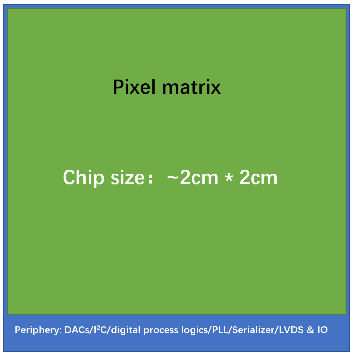 Pixel matrix
Chip size：~2cm * 2cm
Periphery: DACs/I²C/digital process logics/PLL/Serializer/LVDS & IO